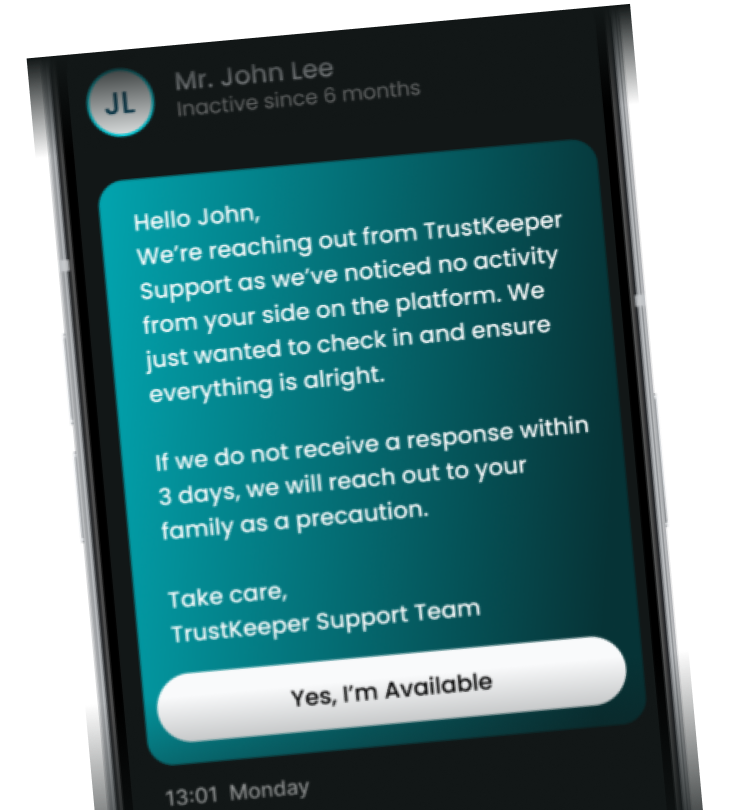 JL
Mr. John Lee
Inactive since 6 months
Hello John,
We're reaching out from TrustKeeper
Support as we've noticed no activity
from your side on the platform. We
just wanted to check in and ensure
everything is alright.
If we do not receive a response within
3 days, we will reach out to your
family as a precaution.
Take care,
TrustKeeper Support Team
Yes, I'm Available
13:01 Monday